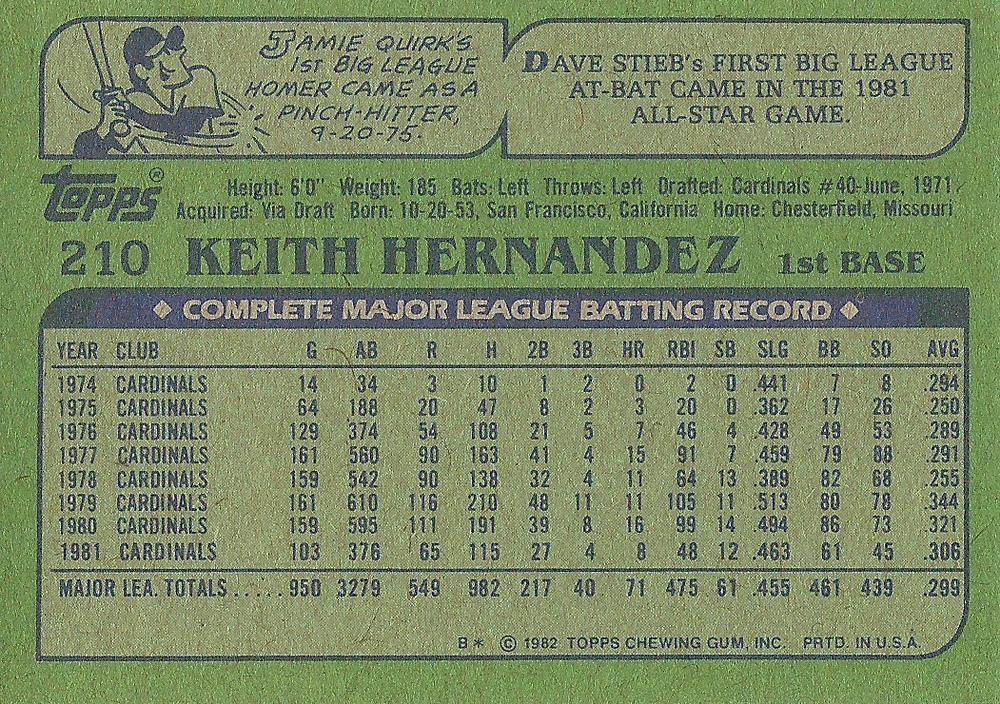 JAMIE QUIRK'S
1ST BIG LEAGUE
HOMER CAME AS A
PINCH-HITTER,
9-20-75.
DAVE STIEB'S FIRST BIG LEAGUE
AT-BAT CAME IN THE 1981
ALL-STAR GAME.
TOPPS®
Height: 6'0" Weight: 185 Bats: Left Throws: Left Drafted: Cardinals #40-June, 1971
Acquired: Via Draft Born: 10-20-53, San Francisco, California Home: Chesterfield, Missouri
210 KEITH HERNANDEZ 1st BASE
COMPLETE MAJOR LEAGUE BATTING RECORD
YEAR CLUB G AB R H 2B 3B HR RBI SB SLG BB SO AVG
1974 CARDINALS 14 34 3 10 1 2 0 2 0 .441 7 8 .294
1975 CARDINALS 64 188 20 47 8 2 3 20 0 .362 17 26 .250
1976 CARDINALS 129 374 54 108 21 5 7 46 4 .428 49 53 .289
1977 CARDINALS 161 560 90 163 41 4 15 91 7 .459 79 88 .291
1978 CARDINALS 159 542 90 138 32 4 11 64 13 .389 82 68 .255
1979 CARDINALS 161 610 116 210 48 11 11 105 11 .513 80 78 .344
1980 CARDINALS 159 595 111 191 39 8 16 99 14 .494 86 73 .321
1981 CARDINALS 103 376 65 115 27 4 8 48 12 .463 61 45 .306
MAJOR LEA. TOTALS ..... 950 3279 549 982 217 40 71 475 61 .455 461 439 .299
B* © 1982 TOPPS CHEWING GUM, INC. PRTD. IN U.S.A.